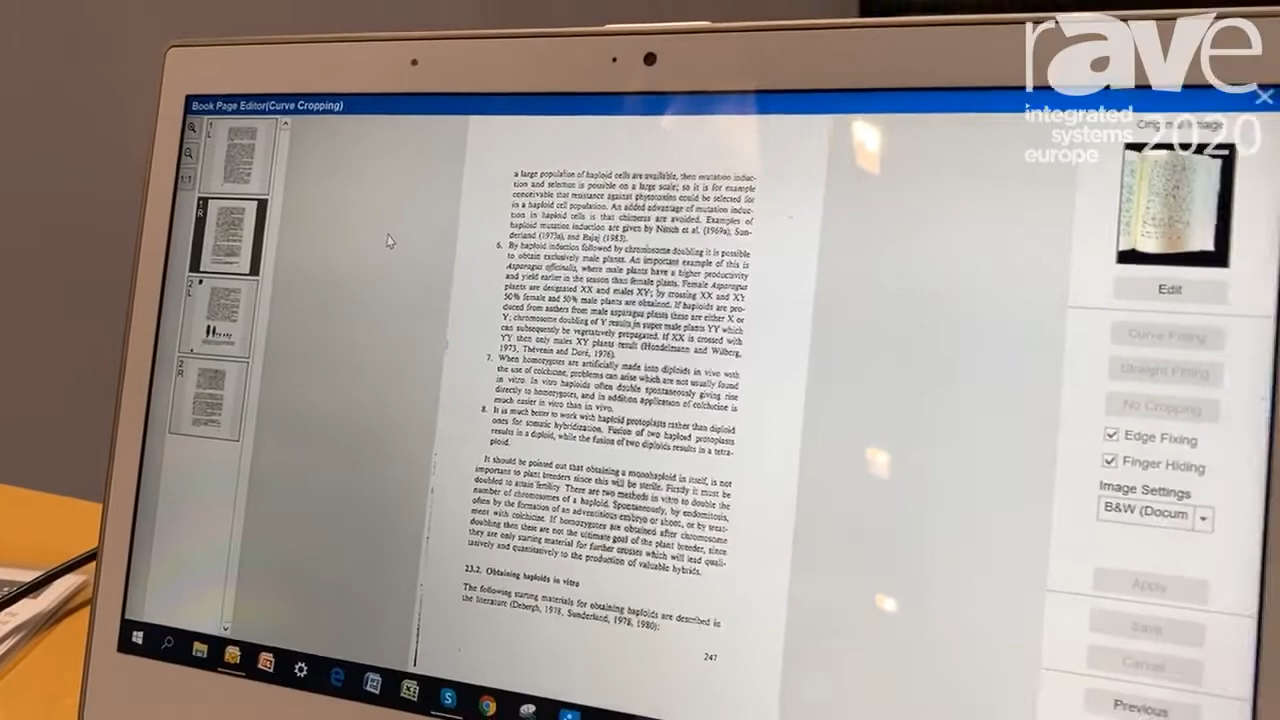 rave
integrated
systems
europe 2020
Book Page Editor(Curve Cropping)
1
L
1
R
2
L
2
R
1:1
a large population of haploid cells are available, then mutation induc-
tion and selection is possible on a large scale; so it is for example
conceivable that resistance against phytotoxins could be selected for
in a haploid cell population. An added advantage of mutation induc-
tion in haploid cells is that chimeras are avoided. Examples of
haploid mutation induction are given by Nitsch et al. (1969a), Sun-
derland (1973a), and Bajaj (1983).
6. By haploid induction followed by chromosome doubling it is possible
to obtain exclusively male plants. An important example of this is
Asparagus officinalis, where male plants have a higher productivity
and yield earlier in the season than female plants. Female Asparagus
plants are designated XX and males XY; by crossing XX and XY
50% female and 50% male plants are obtained. If haploids are pro-
duced from anthers from male asparagus plants these are either X or
Y; chromosome doubling of Y results in super male plants YY which
can subsequently be vegetatively propagated. If XX is crossed with
YY then only males XY plants result (Hondelmann and Wilberg,
1973, Thévenin and Doré, 1976).
7. When homozygotes are artificially made into diploids in vivo with
the use of colchicine, problems can arise which are not usually found
in vitro. In vitro haploids often double spontaneously giving rise
directly to homozygotes, and in addition application of colchicine is
much easier in vitro than in vivo.
8. It is much better to work with haploid protoplasts rather than diploid
ones for somatic hybridization. Fusion of two haploid protoplasts
results in a diploid, while the fusion of two diploids results in a tetra-
ploid.
It should be pointed out that obtaining a monohaploid in itself, is not
important to plant breeders since this will be sterile. Firstly it must be
doubled to attain fertility. There are two methods in vitro to double the
number of chromosomes of a haploid. Spontaneously, by endomitosis,
often by the formation of an adventitious embryo or shoot, or by treat-
ment with colchicine. If homozygotes are obtained after chromosome
doubling then these are not the ultimate goal of the plant breeder, since
they are only starting material for further crosses which will lead quali-
tatively and quantitatively to the production of valuable hybrids.
23.2. Obtaining haploids in vitro
The following starting materials for obtaining haploids are described in
the literature (Debergh, 1978, Sunderland, 1978, 1980):
247
Original Image
Edit
Curve Fitting
Straight Fitting
No Cropping
Edge Fixing
Finger Hiding
Image Settings
B&W (Docum
Apply
Save
Cancel
Previous